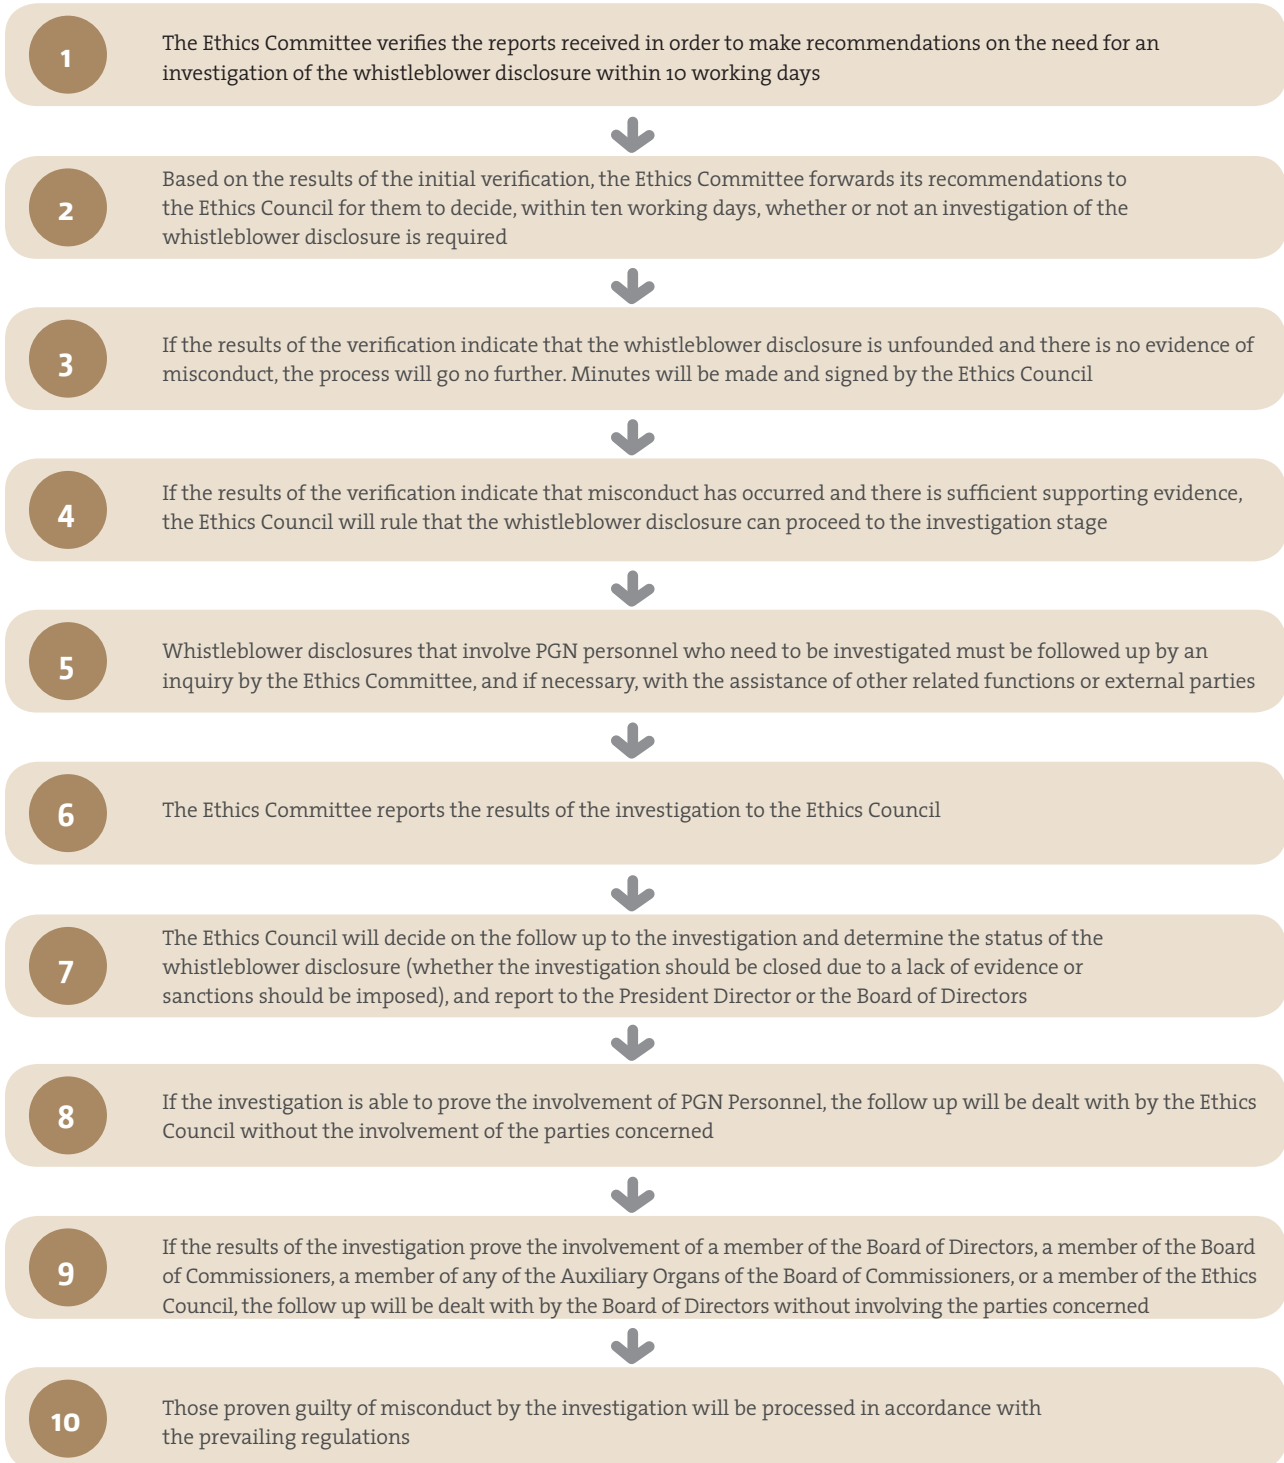 1
The Ethics Committee verifies the reports received in order to make recommendations on the need for an
investigation of the whistleblower disclosure within 10 working days
2
Based on the results of the initial verification, the Ethics Committee forwards its recommendations to
the Ethics Council for them to decide, within ten working days, whether or not an investigation of the
whistleblower disclosure is required
3
If the results of the verification indicate that the whistleblower disclosure is unfounded and there is no evidence of
misconduct, the process will go no further. Minutes will be made and signed by the Ethics Council
4
If the results of the verification indicate that misconduct has occurred and there is sufficient supporting evidence,
the Ethics Council will rule that the whistleblower disclosure can proceed to the investigation stage
5
Whistleblower disclosures that involve PGN personnel who need to be investigated must be followed up by an
inquiry by the Ethics Committee, and if necessary, with the assistance of other related functions or external parties
6
The Ethics Committee reports the results of the investigation to the Ethics Council
7
The Ethics Council will decide on the follow up to the investigation and determine the status of the
whistleblower disclosure (whether the investigation should be closed due to a lack of evidence or
sanctions should be imposed), and report to the President Director or the Board of Directors
8
If the investigation is able to prove the involvement of PGN Personnel, the follow up will be dealt with by the Ethics
Council without the involvement of the parties concerned
9
If the results of the investigation prove the involvement of a member of the Board of Directors, a member of the Board
of Commissioners, a member of any of the Auxiliary Organs of the Board of Commissioners, or a member of the Ethics
Council, the follow up will be dealt with by the Board of Directors without involving the parties concerned
10
Those proven guilty of misconduct by the investigation will be processed in accordance with
the prevailing regulations